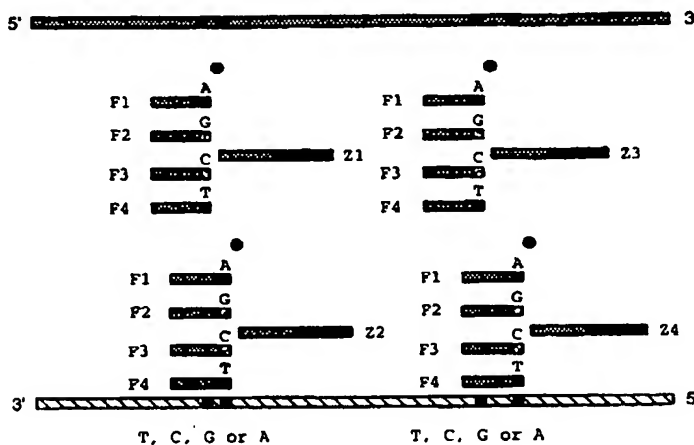 5' 3
A A
F1 F1
G G
F2 F2
C Z1 C Z3
F3 F3
T T
F4 F4
A A
F1 F1
G G
F2 F2
C Z2 C Z4
F3 F3
T T
F4 F4
3' 5
T, C, G or A T, C, G or A